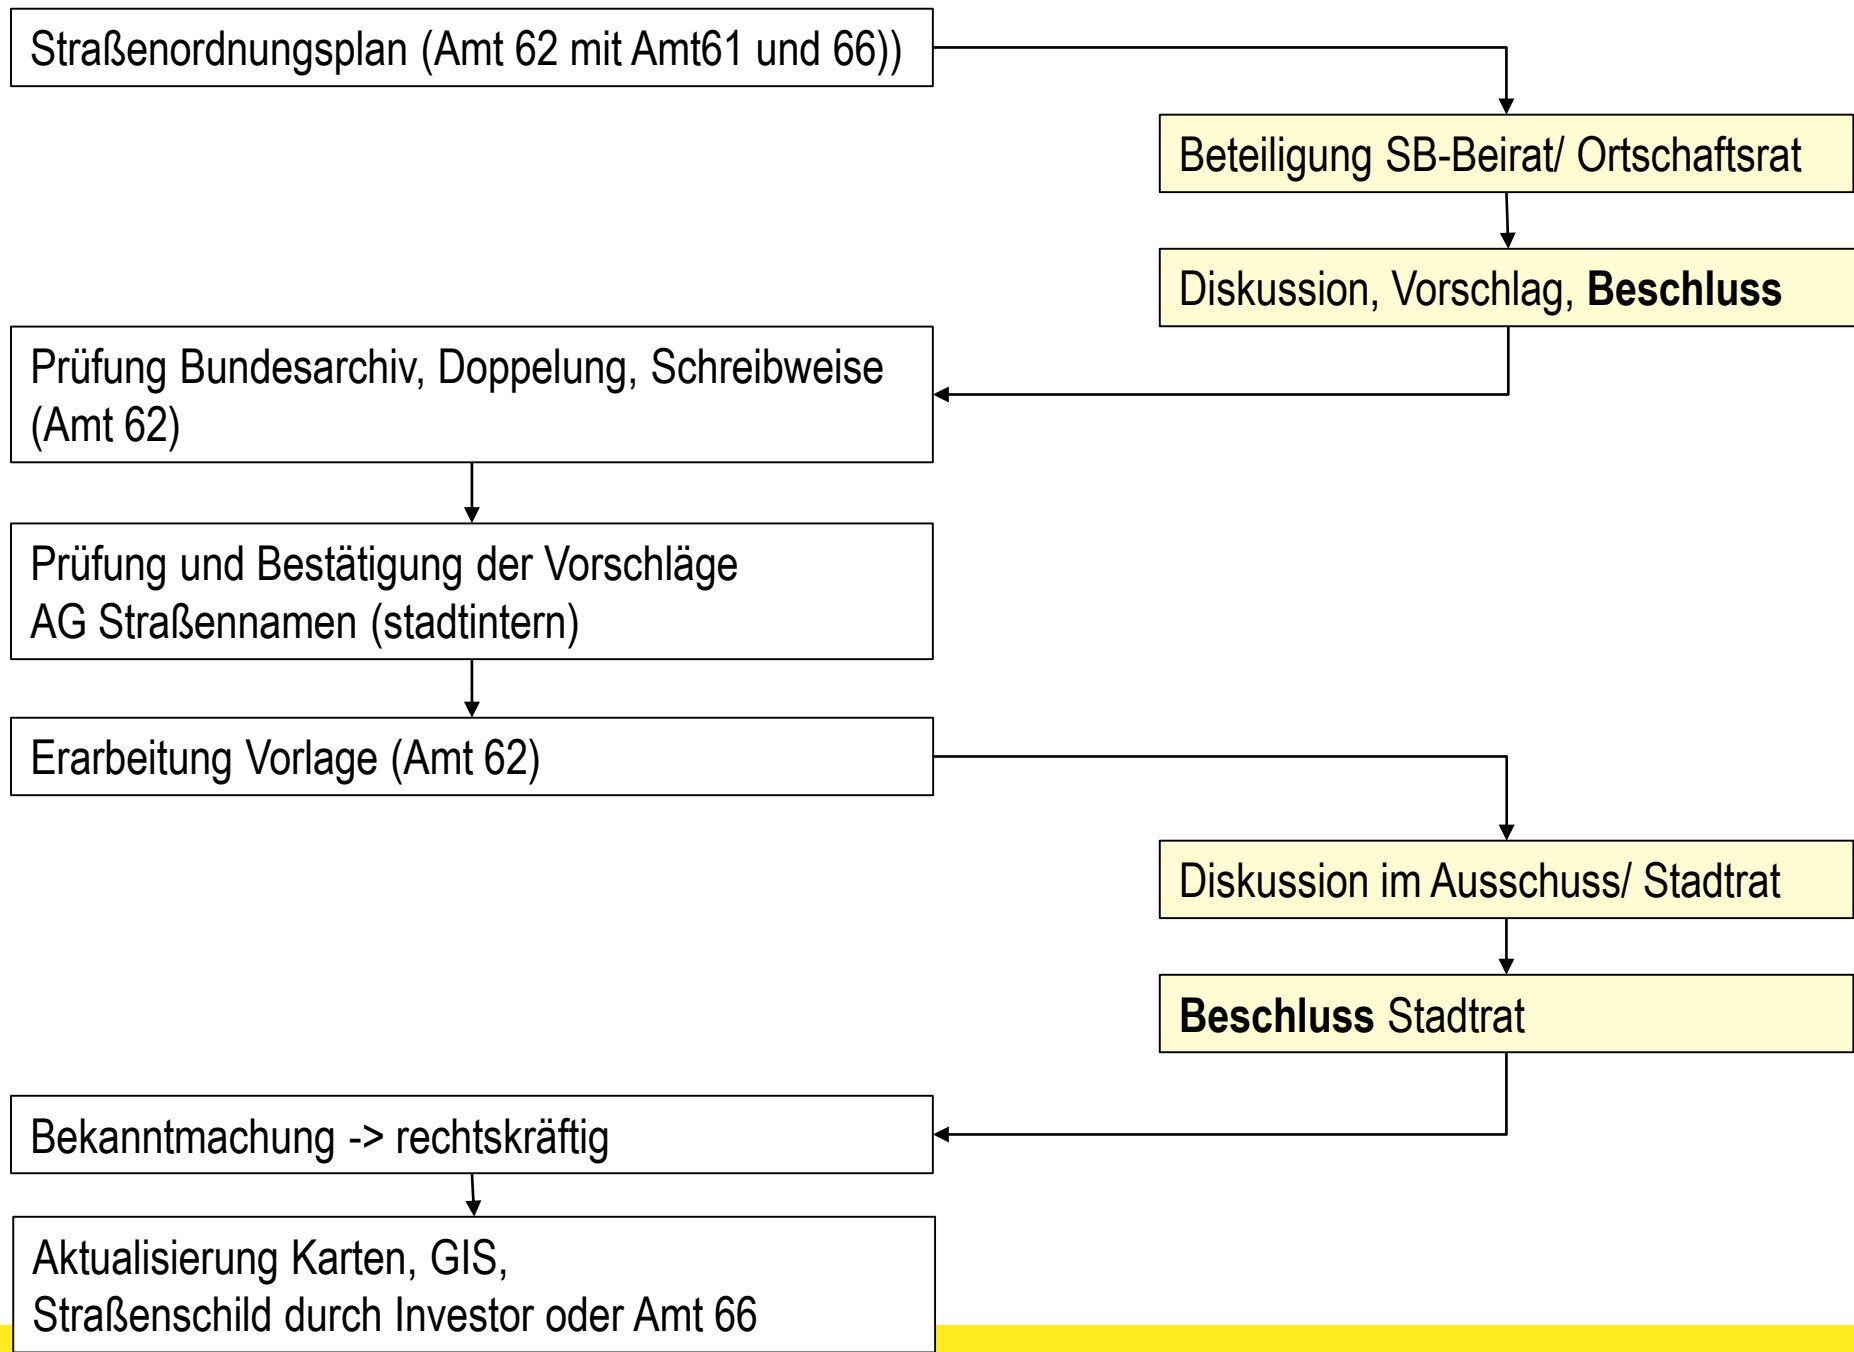 Straßenordnungsplan (Amt 62 mit Amt61 und 66))
Beteiligung SB-Beirat/ Ortschaftsrat
Diskussion, Vorschlag, Beschluss
Prüfung Bundesarchiv, Doppelung, Schreibweise
(Amt 62)
Prüfung und Bestätigung der Vorschläge
AG Straßennamen (stadtintern)
Erarbeitung Vorlage (Amt 62)
Diskussion im Ausschuss/ Stadtrat
Beschluss Stadtrat
Bekanntmachung -> rechtskräftig
Aktualisierung Karten, GIS,
Straßenschild durch Investor oder Amt 66